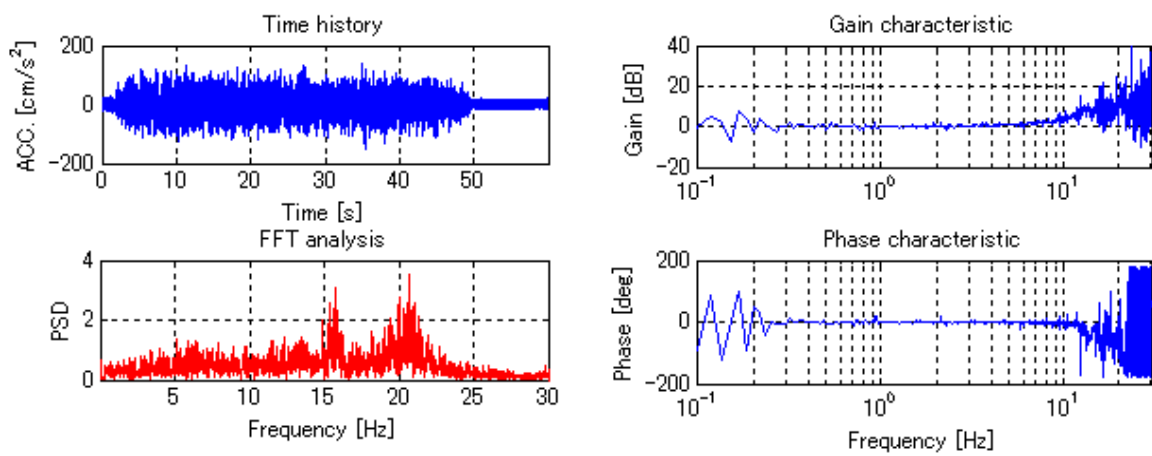 Time history
ACC. [cm/s²]
200
0
-200
0 10 20 30 40 50
Time [s]
FFT analysis
PSD
4
2
0
5 10 15 20 25 30
Frequency [Hz]
Gain characteristic
Gain [dB]
40
20
0
-20
10⁻¹ 10⁰ 10¹
Phase characteristic
Phase [deg]
200
0
-200
10⁻¹ 10⁰ 10¹
Frequency [Hz]